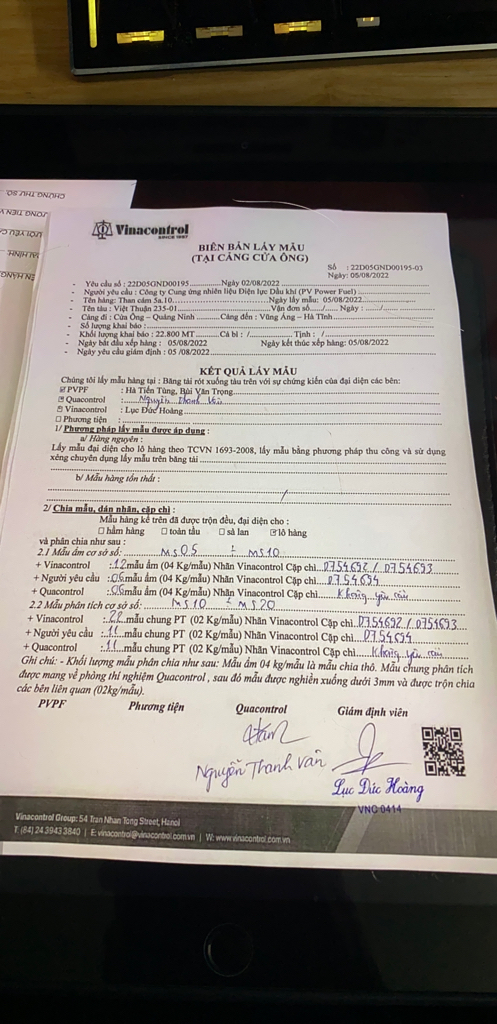 CHỨNG THƯ SỐ
Vinacontrol
SINCE 1957
BIÊN BẢN LẤY MẪU
(TẠI CẢNG CỬA ÔNG)
Số : 22D05GND00195-03
Ngày: 05/08/2022
- Yêu cầu số : 22D05GND00195......Ngày 02/08/2022
- Người yêu cầu : Công ty Cung ứng nhiên liệu Điện lực Dầu khí (PV Power Fuel)
- Tên hàng: Than cám 5a.10......Ngày lấy mẫu: 05/08/2022
- Tên tàu : Việt Thuận 235-01......Vận đơn số..../.... Ngày :..../....
- Cảng đi : Cửa Ông – Quảng Ninh......Cảng đến : Vũng Áng – Hà Tĩnh
- Số lượng khai báo :
- Khối lượng khai báo : 22.800 MT......Cả bì : /......Tịnh : /
- Ngày bắt đầu xếp hàng : 05/08/2022 Ngày kết thúc xếp hàng: 05/08/2022
- Ngày yêu cầu giám định : 05 /08/2022
KẾT QUẢ LẤY MẪU
Chúng tôi lấy mẫu hàng tại : Băng tải rót xuống tàu trên với sự chứng kiến của đại diện các bên:
☑ PVPF : Hà Tiến Tùng, Bùi Văn Trọng
☑ Quacontrol : Nguyễn Thanh Vân
☑ Vinacontrol : Lục Đức Hoàng
☐ Phương tiện :
1/ Phương pháp lấy mẫu được áp dụng :
a/ Hàng nguyên :
Lấy mẫu đại diện cho lô hàng theo TCVN 1693-2008, lấy mẫu bằng phương pháp thu công và sử dụng
xẻng chuyên dụng lấy mẫu trên băng tải
b/ Mẫu hàng tổn thất :
/
2/ Chia mẫu, dán nhãn, cặp chì :
Mẫu hàng kể trên đã được trộn đều, đại diện cho :
☐ hầm hàng ☐ toàn tàu ☐ sà lan ☑ lô hàng
và phân chia như sau :
2.1 Mẫu ẩm cơ sở số: MS05 ÷ MS10
+ Vinacontrol :12 mẫu ẩm (04 Kg/mẫu) Nhãn Vinacontrol Cặp chì 0754692 / 0754693
+ Người yêu cầu :06 mẫu ẩm (04 Kg/mẫu) Nhãn Vinacontrol Cặp chì 0754694
+ Quacontrol :06 mẫu ẩm (04 Kg/mẫu) Nhãn Vinacontrol Cặp chì Không yêu cầu
2.2 Mẫu phân tích cơ sở số: MS10 ÷ MS20
+ Vinacontrol :22 mẫu chung PT (02 Kg/mẫu) Nhãn Vinacontrol Cặp chì 0754692 / 0754693
+ Người yêu cầu :11 mẫu chung PT (02 Kg/mẫu) Nhãn Vinacontrol Cặp chì 0754694
+ Quacontrol :11 mẫu chung PT (02 Kg/mẫu) Nhãn Vinacontrol Cặp chì Không yêu cầu
Ghi chú: - Khối lượng mẫu phân chia như sau: Mẫu ẩm 04 kg/mẫu là mẫu chia thô. Mẫu chung phân tích
được mang về phòng thí nghiệm Quacontrol , sau đó mẫu được nghiền xuống dưới 3mm và được trộn chia
các bên liên quan (02kg/mẫu).
PVPF Phương tiện Quacontrol Giám định viên
Nguyễn Thanh Vân
Lục Đức Hoàng
VNC 0414
Vinacontrol Group: 54 Tran Nhan Tong Street, Hanoi
T: (84) 24.3943 3840 | E: vinacontrol@vinacontrol.com.vn | W: www.vinacontrol.com.vn